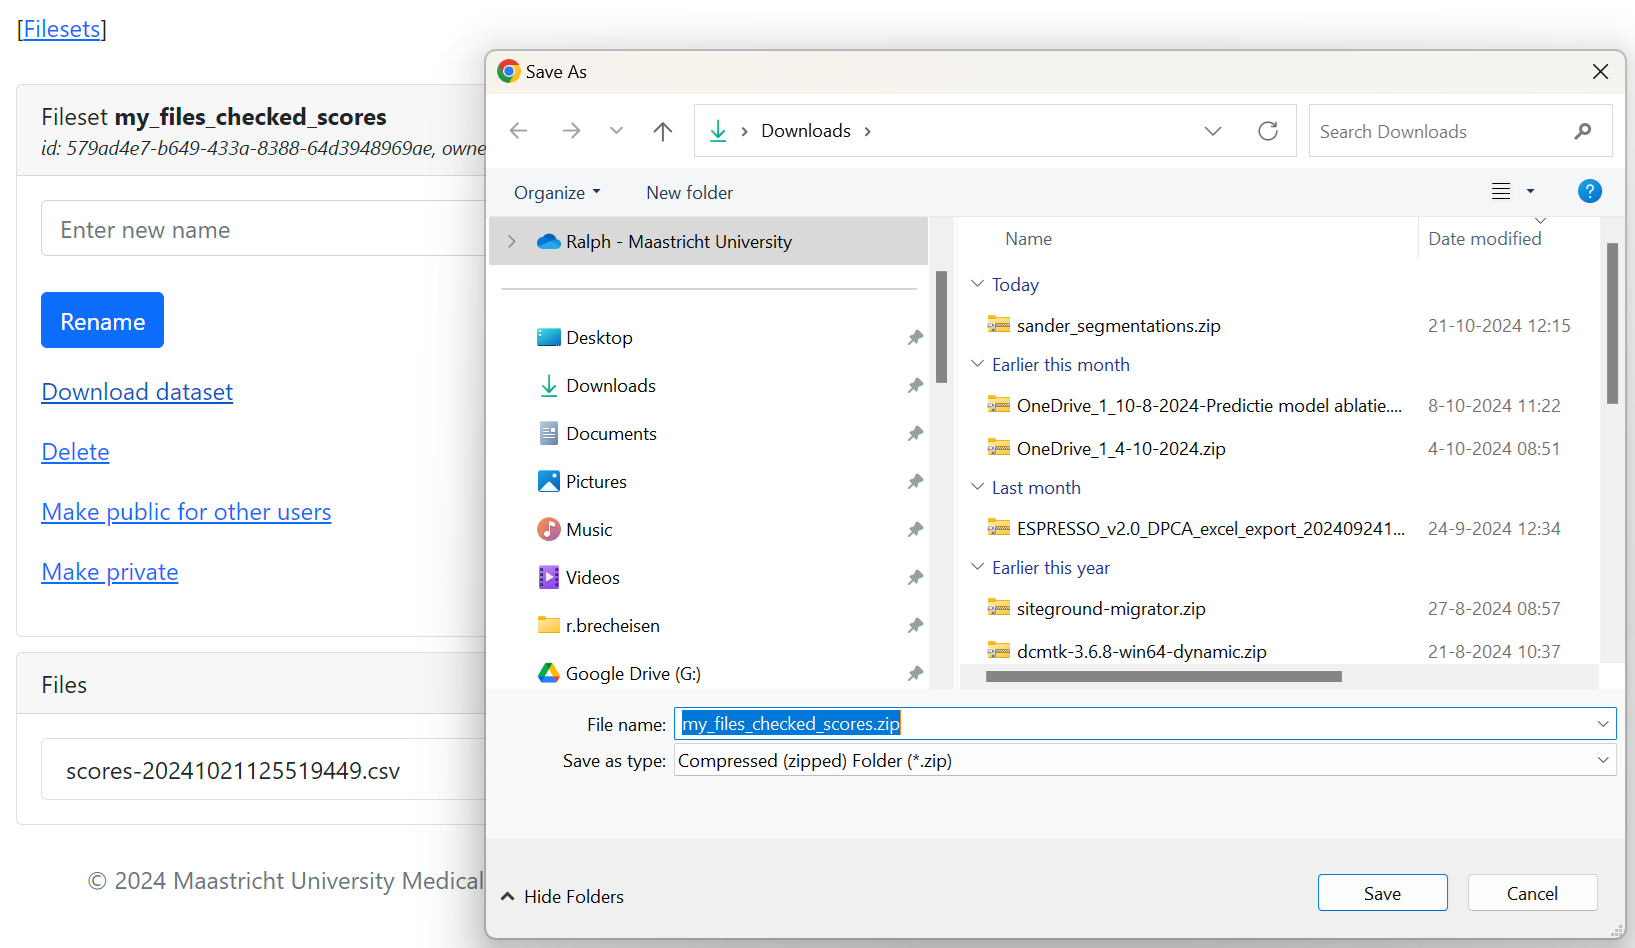 [Filesets]
Fileset my_files_checked_scores
id: 579ad4e7-b649-433a-8388-64d3948969ae, owne
Enter new name
Rename
Download dataset
Delete
Make public for other users
Make private
Files
scores-20241021125519449.csv
© 2024 Maastricht University Medical
Save As
Downloads
Search Downloads
Organize
New folder
?
Ralph - Maastricht University
Desktop
Downloads
Documents
Pictures
Music
Videos
r.brecheisen
Google Drive (G:)
Name Date modified
Today
sander_segmentations.zip 21-10-2024 12:15
Earlier this month
OneDrive_1_10-8-2024-Predictie model ablatie.... 8-10-2024 11:22
OneDrive_1_4-10-2024.zip 4-10-2024 08:51
Last month
ESPRESSO_v2.0_DPCA_excel_export_202409241... 24-9-2024 12:34
Earlier this year
siteground-migrator.zip 27-8-2024 08:57
dcmtk-3.6.8-win64-dynamic.zip 21-8-2024 10:37
File name: my_files_checked_scores.zip
Save as type: Compressed (zipped) Folder (*.zip)
Hide Folders
Save
Cancel